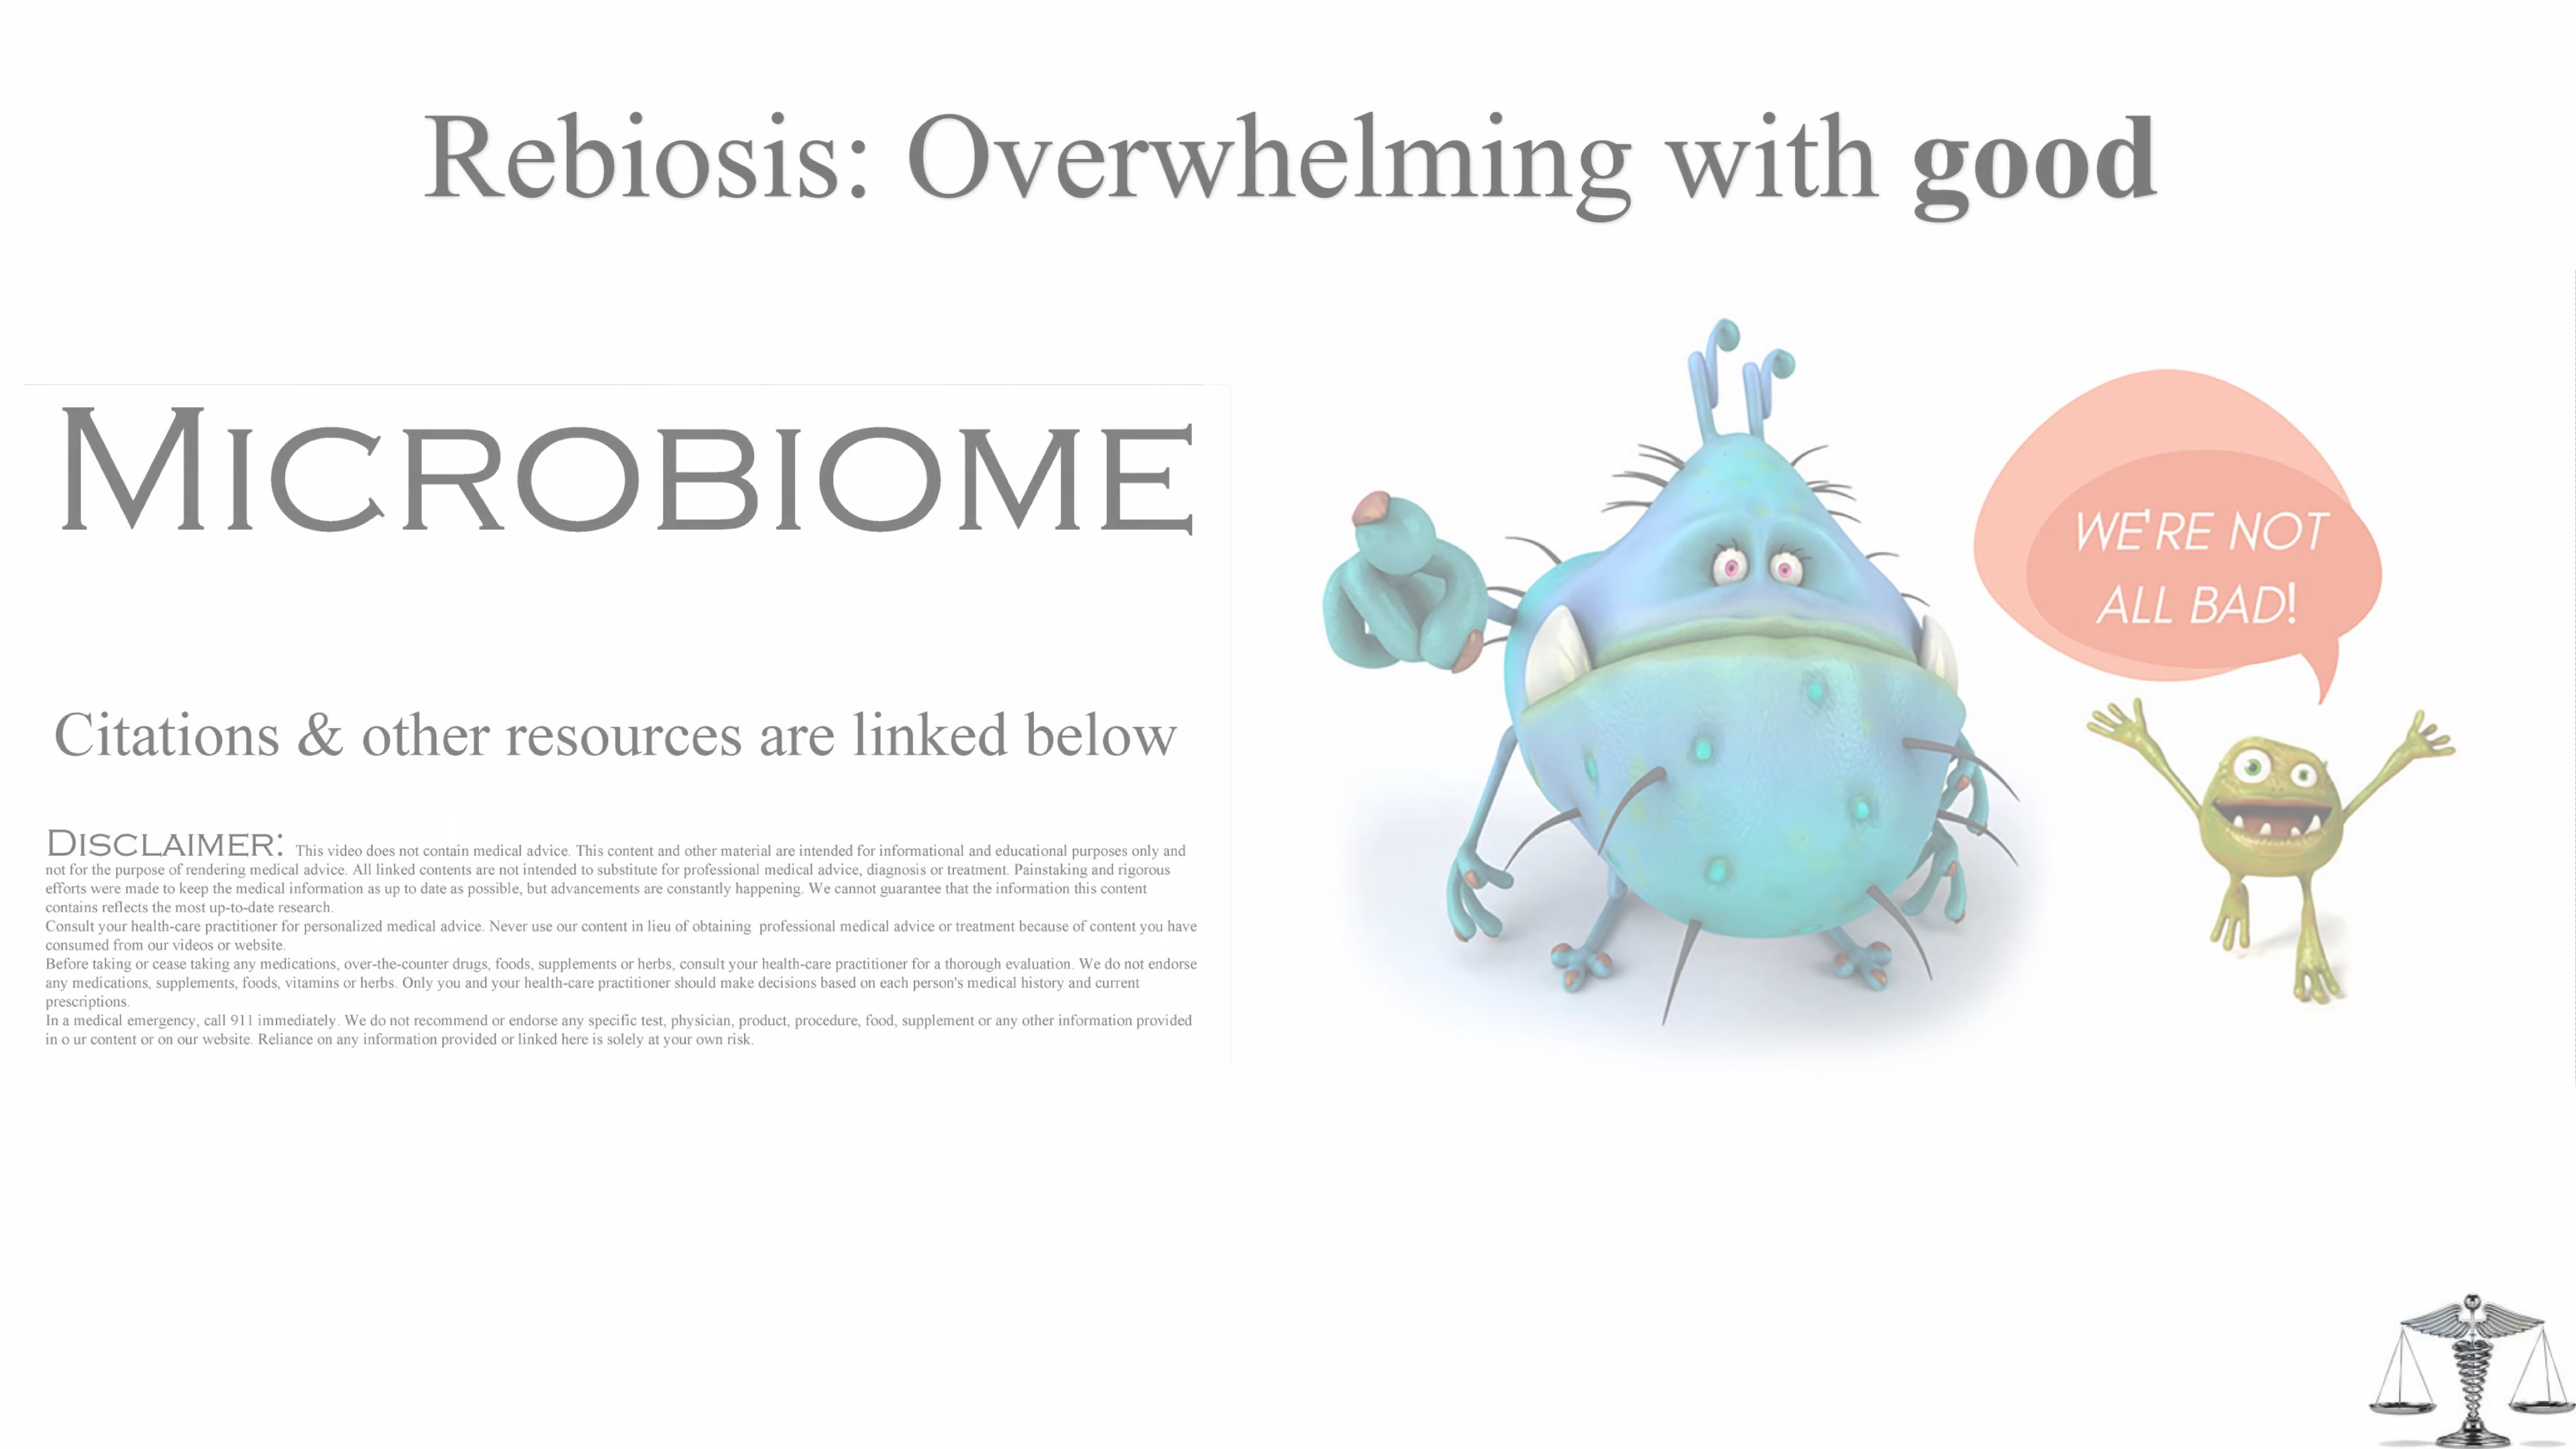 Rebiosis: Overwhelming with good
MICROBIOME
Citations & other resources are linked below
DISCLAIMER: This video does not contain medical advice. This content and other material are intended for informational and educational purposes only and
not for the purpose of rendering medical advice. All linked contents are not intended to substitute for professional medical advice, diagnosis or treatment. Painstaking and rigorous
efforts were made to keep the medical information as up to date as possible, but advancements are constantly happening. We cannot guarantee that the information this content
contains reflects the most up-to-date research.
Consult your health-care practitioner for personalized medical advice. Never use our content in lieu of obtaining professional medical advice or treatment because of content you have
consumed from our videos or website.
Before taking or cease taking any medications, over-the-counter drugs, foods, supplements or herbs, consult your health-care practitioner for a thorough evaluation. We do not endorse
any medications, supplements, foods, vitamins or herbs. Only you and your health-care practitioner should make decisions based on each person's medical history and current
prescriptions.
In a medical emergency, call 911 immediately. We do not recommend or endorse any specific test, physician, product, procedure, food, supplement or any other information provided
in o ur content or on our website. Reliance on any information provided or linked here is solely at your own risk.
WE'RE NOT
ALL BAD!